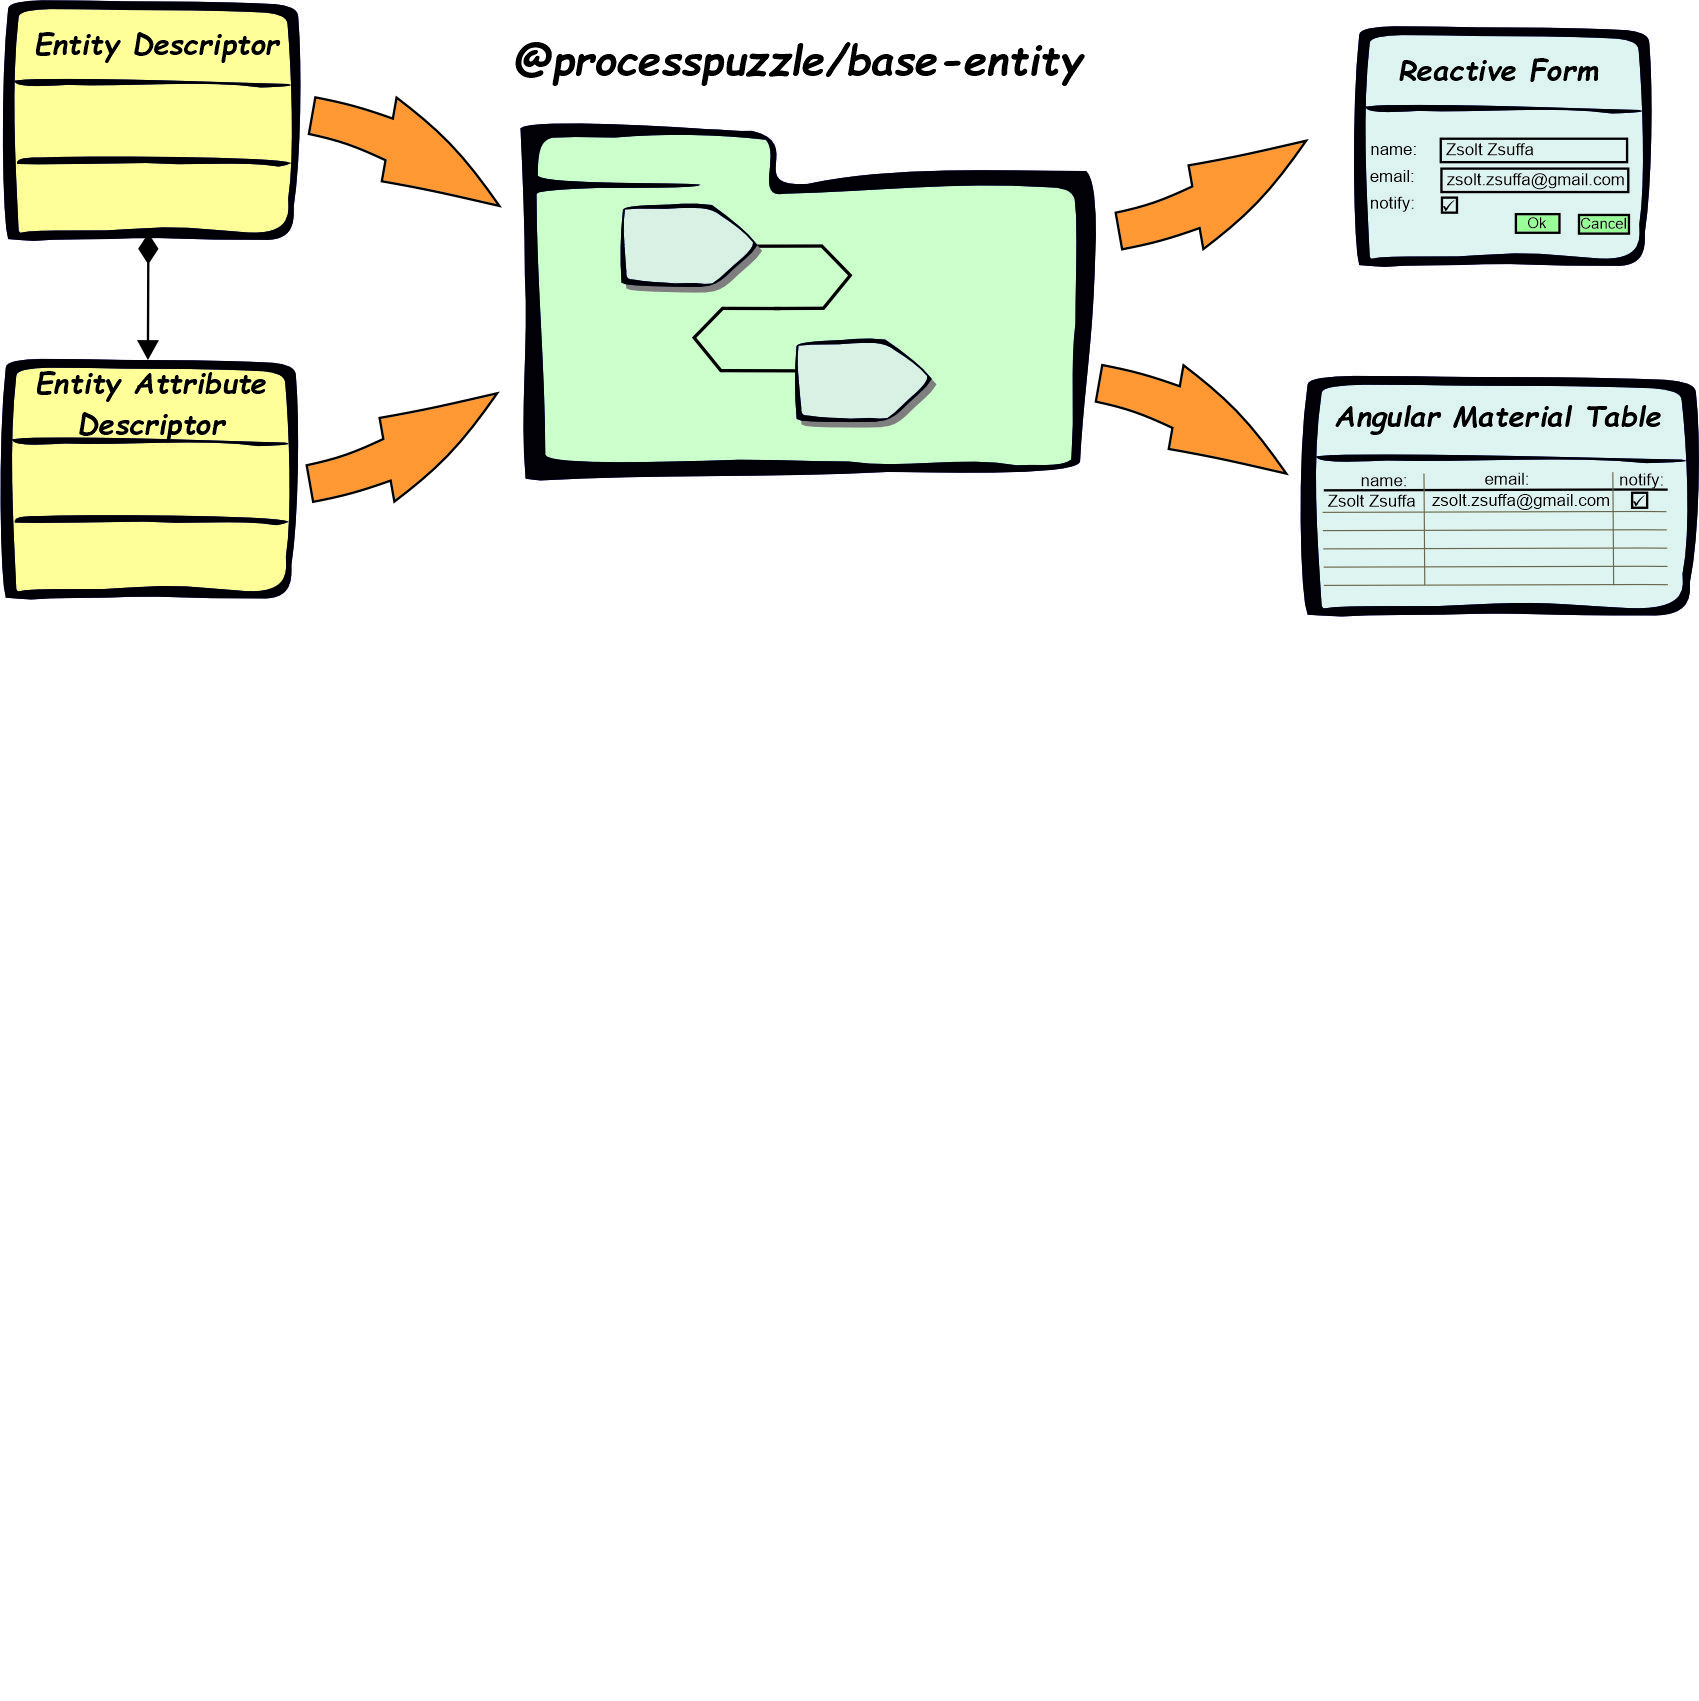 Entity Descriptor
@processpuzzle/base-entity
Reactive Form
name: Zsolt Zsuffa
email: zsolt.zsuffa@gmail.com
notify:
Ok Cancel
Entity Attribute
Descriptor
Angular Material Table
name: email: notify:
Zsolt Zsuffa zsolt.zsuffa@gmail.com